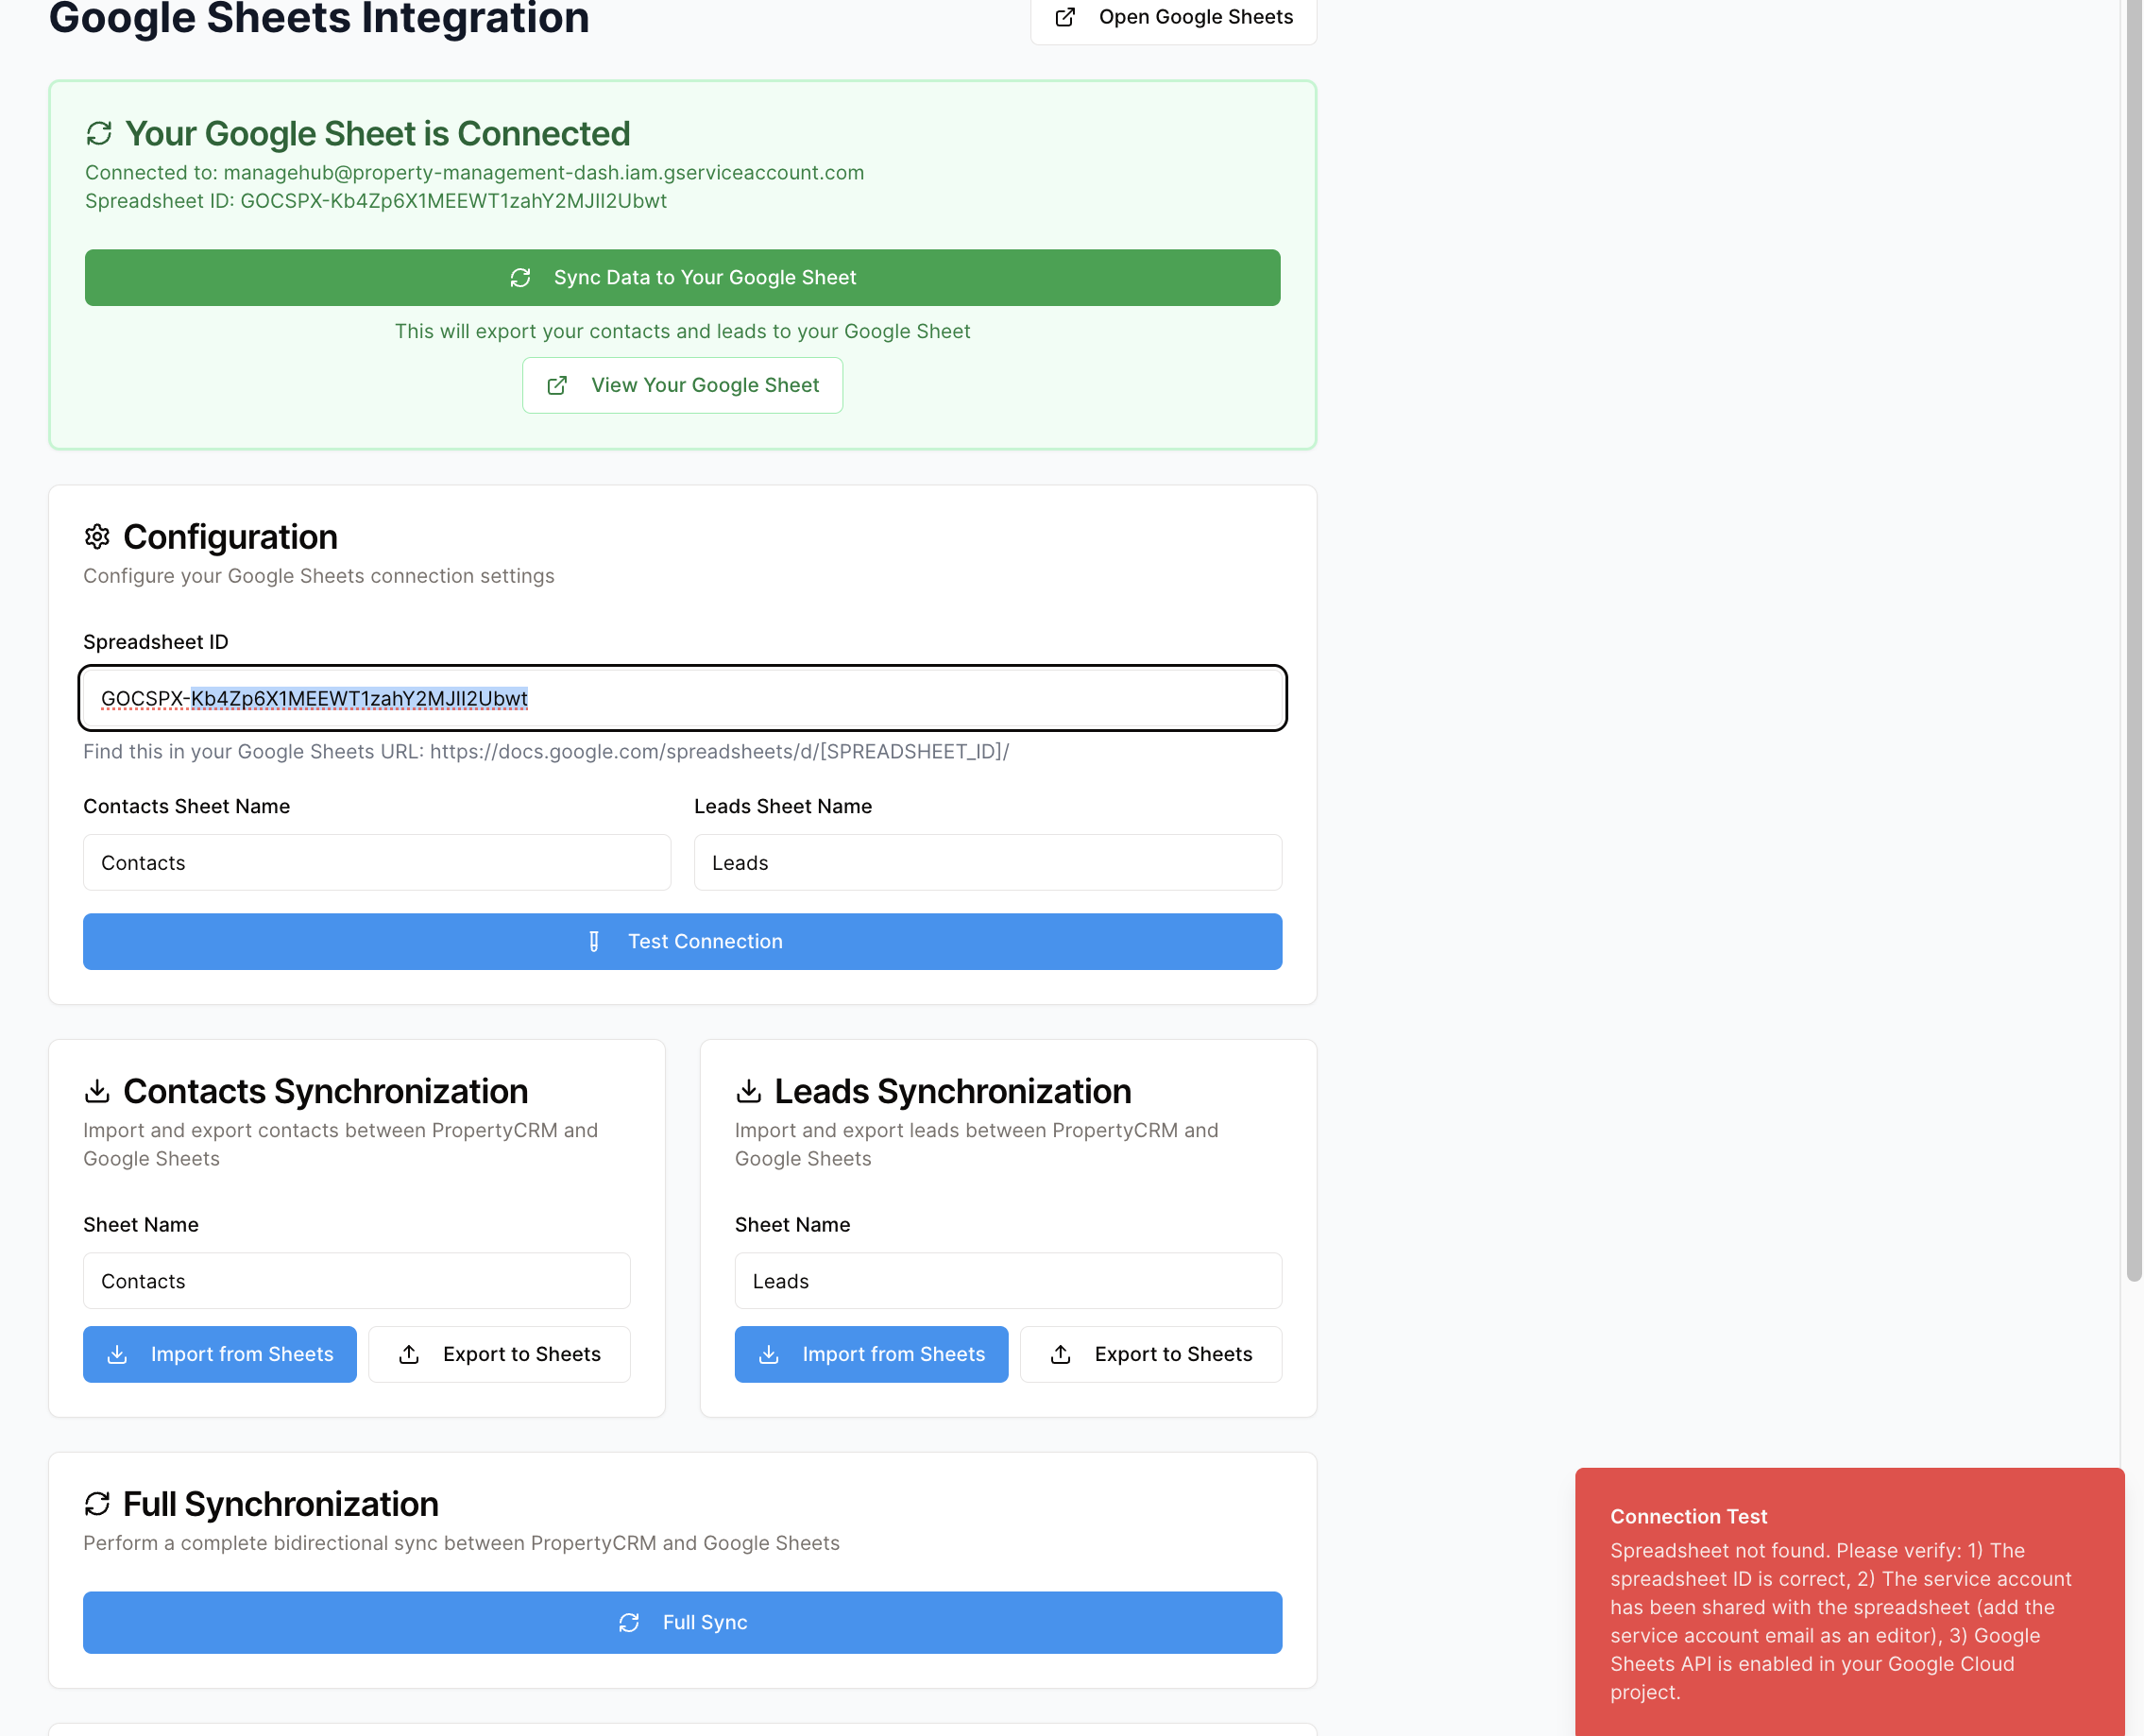 Google Sheets Integration
Open Google Sheets
Your Google Sheet is Connected
Connected to: managehub@property-management-dash.iam.gserviceaccount.com
Spreadsheet ID: 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
Sync Data to Your Google Sheet
This will export your contacts and leads to your Google Sheet
View Your Google Sheet
Configuration
Configure your Google Sheets connection settings
Spreadsheet ID
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
Find this in your Google Sheets URL: https://docs.google.com/spreadsheets/d/[SPREADSHEET_ID]/
Contacts Sheet Name
Leads Sheet Name
Contacts
Leads
Test Connection
Contacts Synchronization
Import and export contacts between PropertyCRM and
Google Sheets
Sheet Name
Contacts
Import from Sheets
Export to Sheets
Leads Synchronization
Import and export leads between PropertyCRM and
Google Sheets
Sheet Name
Leads
Import from Sheets
Export to Sheets
Full Synchronization
Perform a complete bidirectional sync between PropertyCRM and Google Sheets
Full Sync
Connection Test
Spreadsheet not found. Please verify: 1) The
spreadsheet ID is correct, 2) The service account
has been shared with the spreadsheet (add the
service account email as an editor), 3) Google
Sheets API is enabled in your Google Cloud
project.